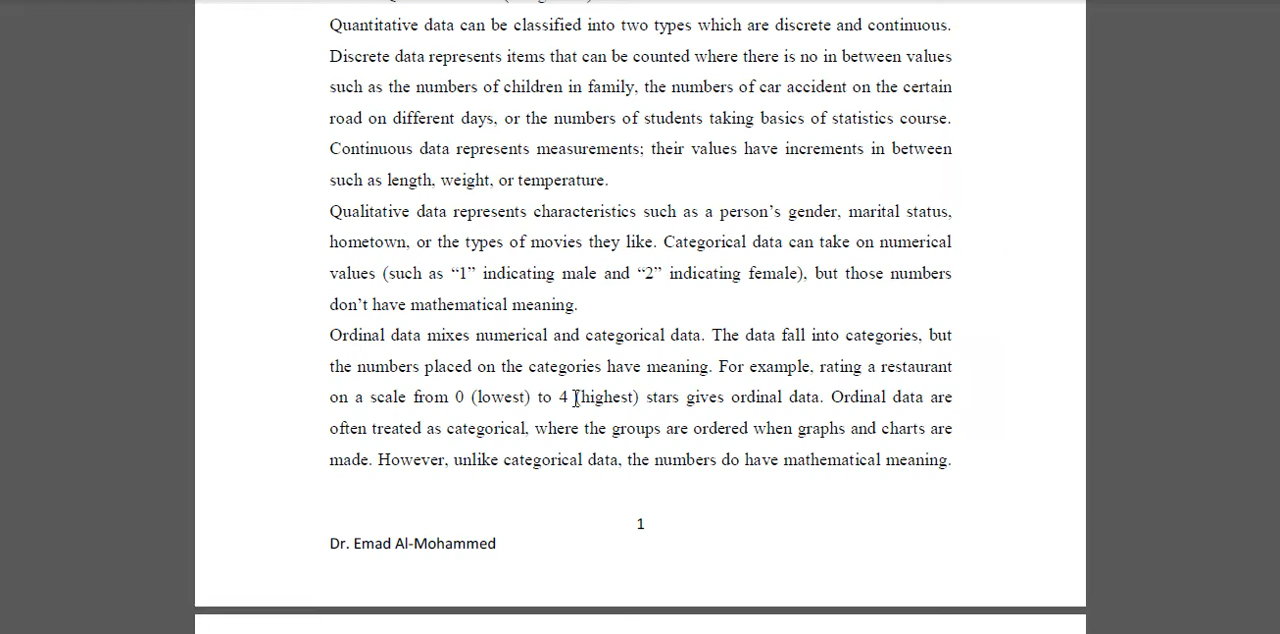 Quantitative data can be classified into two types which are discrete and continuous.
Discrete data represents items that can be counted where there is no in between values
such as the numbers of children in family, the numbers of car accident on the certain
road on different days, or the numbers of students taking basics of statistics course.
Continuous data represents measurements; their values have increments in between
such as length, weight, or temperature.
Qualitative data represents characteristics such as a person’s gender, marital status,
hometown, or the types of movies they like. Categorical data can take on numerical
values (such as “1” indicating male and “2” indicating female), but those numbers
don’t have mathematical meaning.
Ordinal data mixes numerical and categorical data. The data fall into categories, but
the numbers placed on the categories have meaning. For example, rating a restaurant
on a scale from 0 (lowest) to 4 (highest) stars gives ordinal data. Ordinal data are
often treated as categorical, where the groups are ordered when graphs and charts are
made. However, unlike categorical data, the numbers do have mathematical meaning.
1
Dr. Emad Al-Mohammed